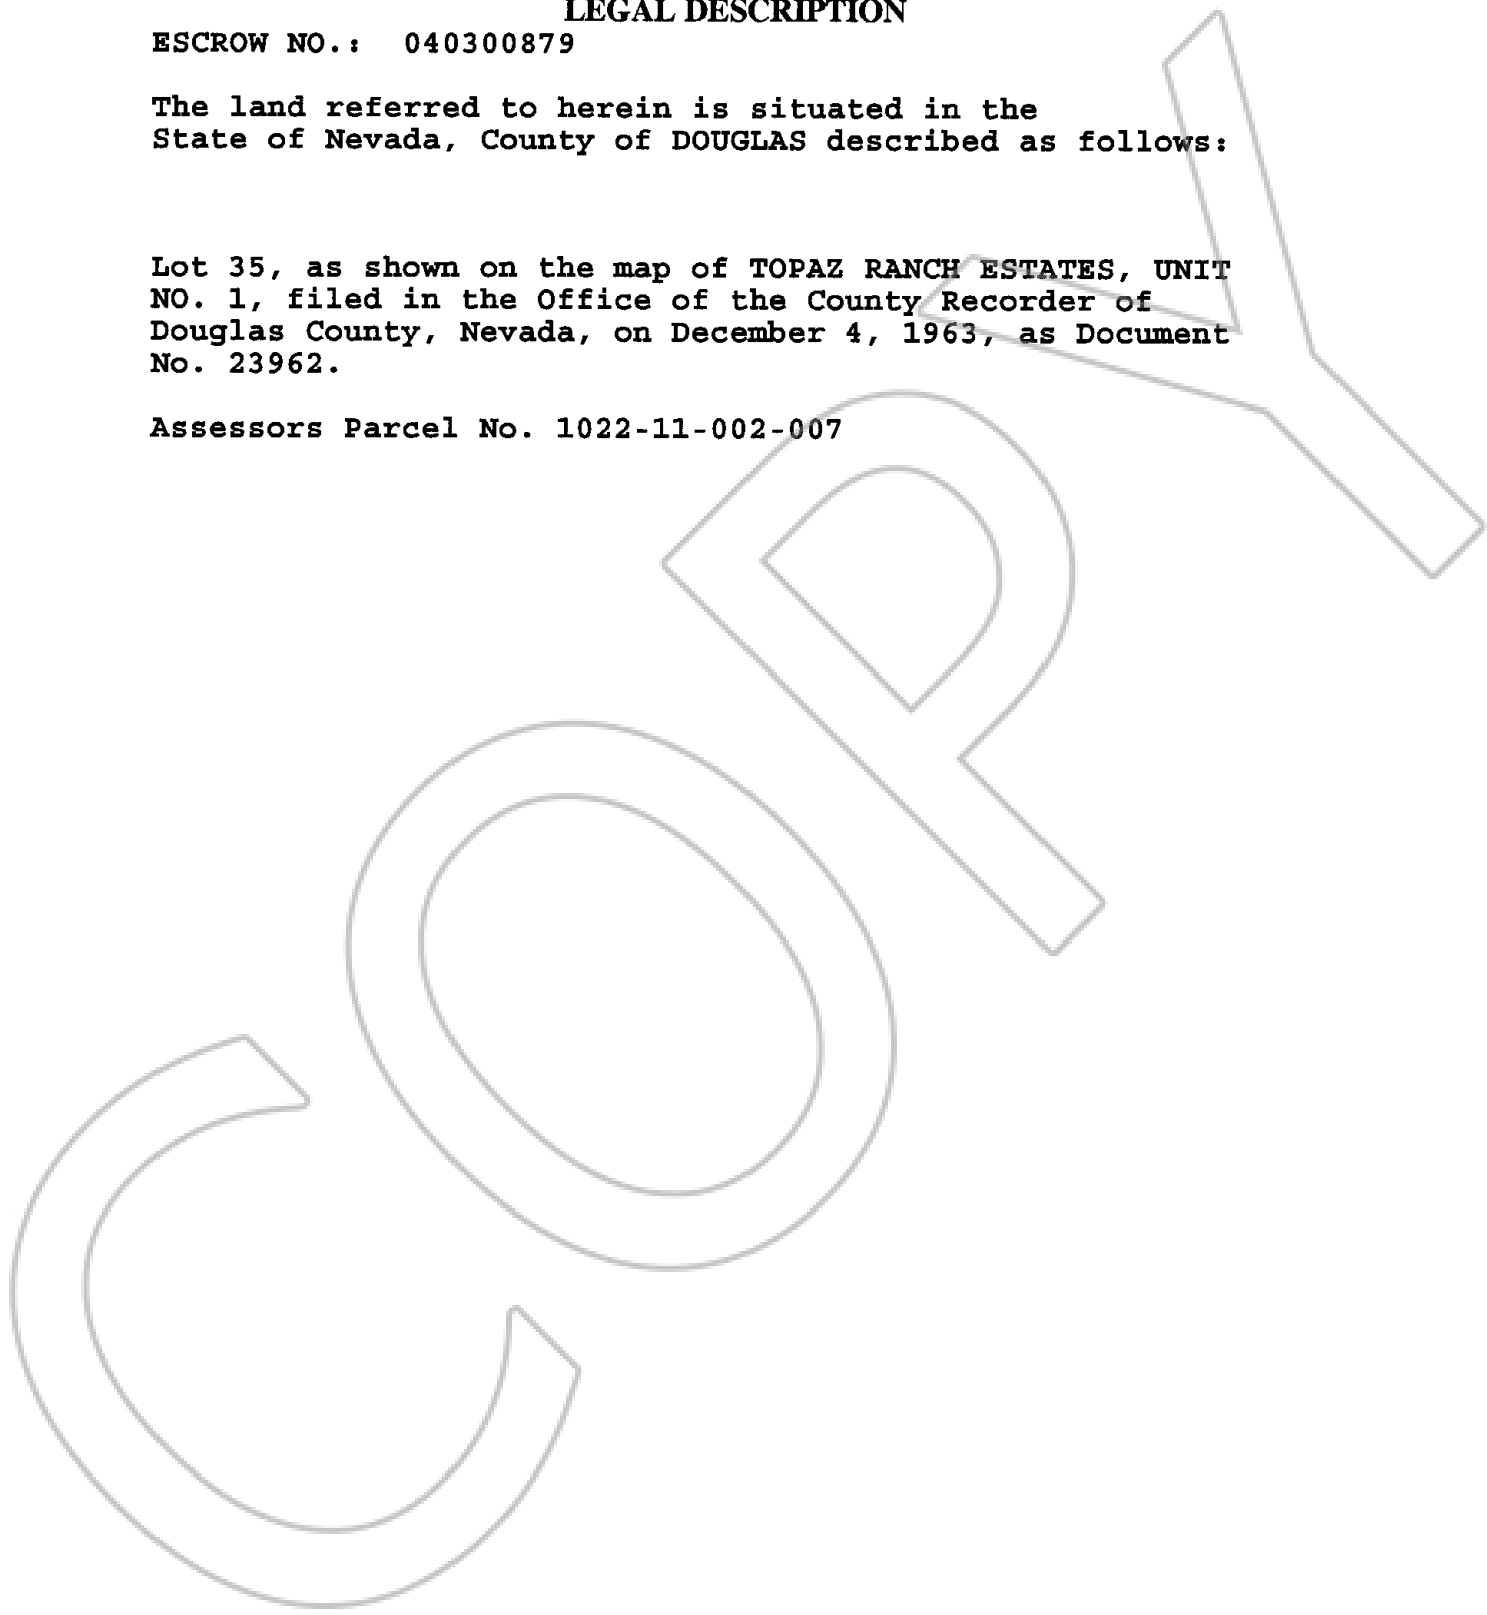 LEGAL DESCRIPTION
ESCROW NO.: 040300879
The land referred to herein is situated in the
State of Nevada, County of DOUGLAS described as follows:
Lot 35, as shown on the map of TOPAZ RANCH ESTATES, UNIT
NO. 1, filed in the Office of the County Recorder of
Douglas County, Nevada, on December 4, 1963, as Document
No. 23962.
Assessors Parcel No. 1022-11-002-007
COPY